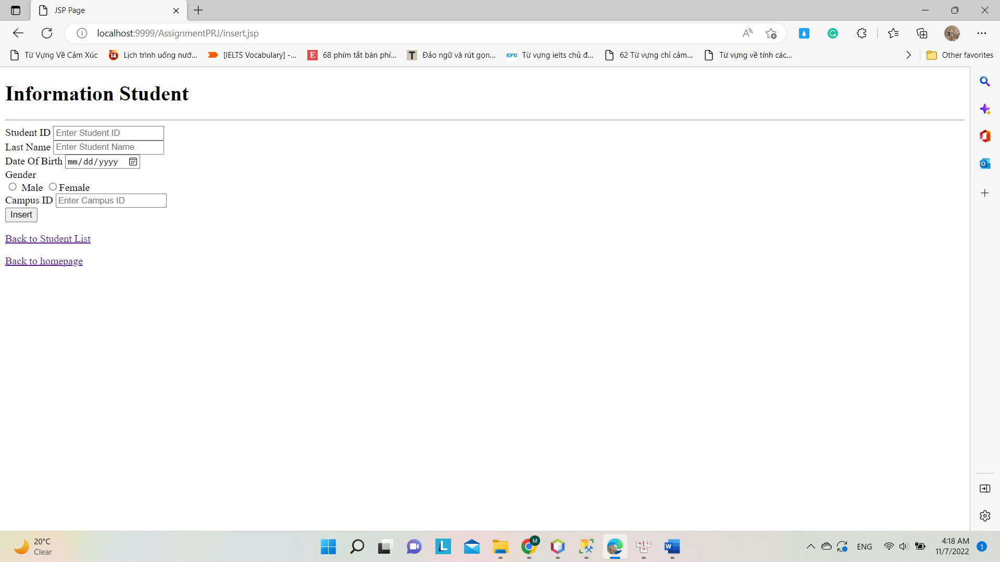 JSP Page
localhost:9999/AssignmentPRJ/insert.jsp
Từ Vựng Về Cảm Xúc
14
Lịch trình uống nướ...
[IELTS Vocabulary] -...
E
68 phím tắt bàn phí...
T
Đảo ngữ và rút gọn...
EFC
Từ vựng ielts chủ đ...
62 Từ vựng chỉ cảm...
Từ vựng về tính các...
Other favorites
Information Student
Student ID Enter Student ID
Last Name Enter Student Name
Date Of Birth mm/dd/yyyy
Gender
Male Female
Campus ID Enter Campus ID
Insert
Back to Student List
Back to homepage
20°C
Clear
L
M
W
ENG
4:18 AM
11/7/2022
1